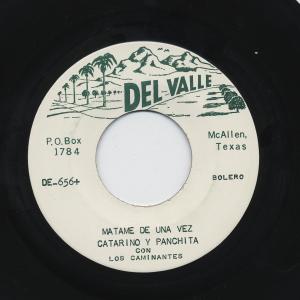 DEL VALLE
P.O.Box
1784
McAllen,
Texas
DE-656+
BOLERO
MATAME DE UNA VEZ
CATARINO Y PANCHITA
CON
LOS CAMINANTES